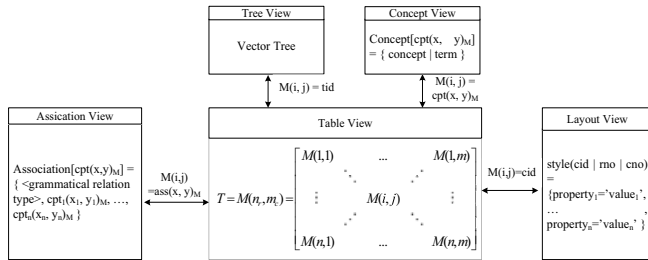 Tree View
Vector Tree
Concept View
Concept[cpt(x, y)M]
= { concept | term }
M(i, j) = tid
M(i, j) =
cpt(x, y)M
Assication View
Association[cpt(x,y)M] =
{ <grammatical relation
type>, cpt1(x1, y1)M, …,
cptn(xn, yn)M }
M(i,j)
=ass(x, y)M
Table View
T = M(nr, mc) =
M(1,1) ... M(1,m)
M(i, j)
M(n,1) ... M(n,m)
M(i,j)=cid
Layout View
style(cid | rno | cno)
=
{property1='value1',
… ,
propertyn='valuen' }